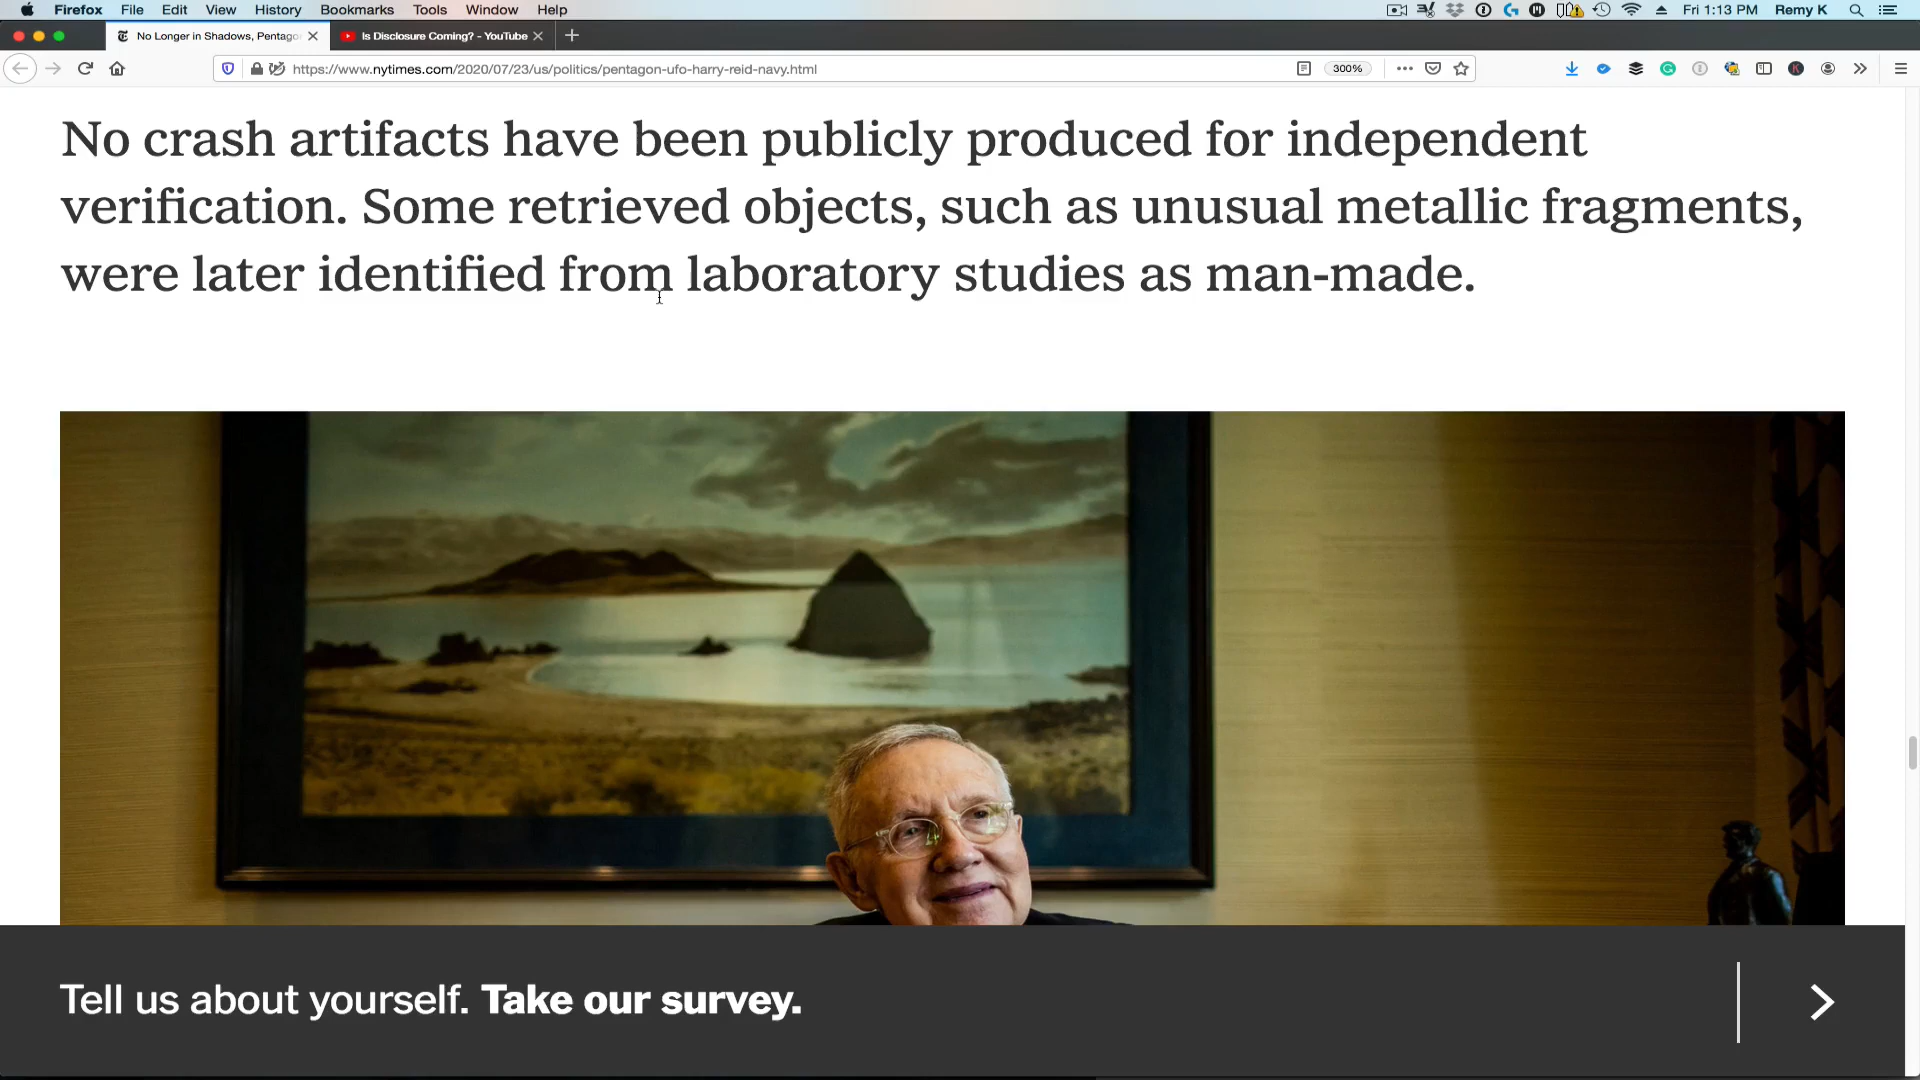 Firefox File Edit View History Bookmarks Tools Window Help Fri 1:13 PM Remy K
No Longer in Shadows, Pentago Is Disclosure Coming? - YouTube
https://www.nytimes.com/2020/07/23/us/politics/pentagon-ufo-harry-reid-navy.html 300%
No crash artifacts have been publicly produced for independent
verification. Some retrieved objects, such as unusual metallic fragments,
were later identified from laboratory studies as man-made.
Tell us about yourself. Take our survey.